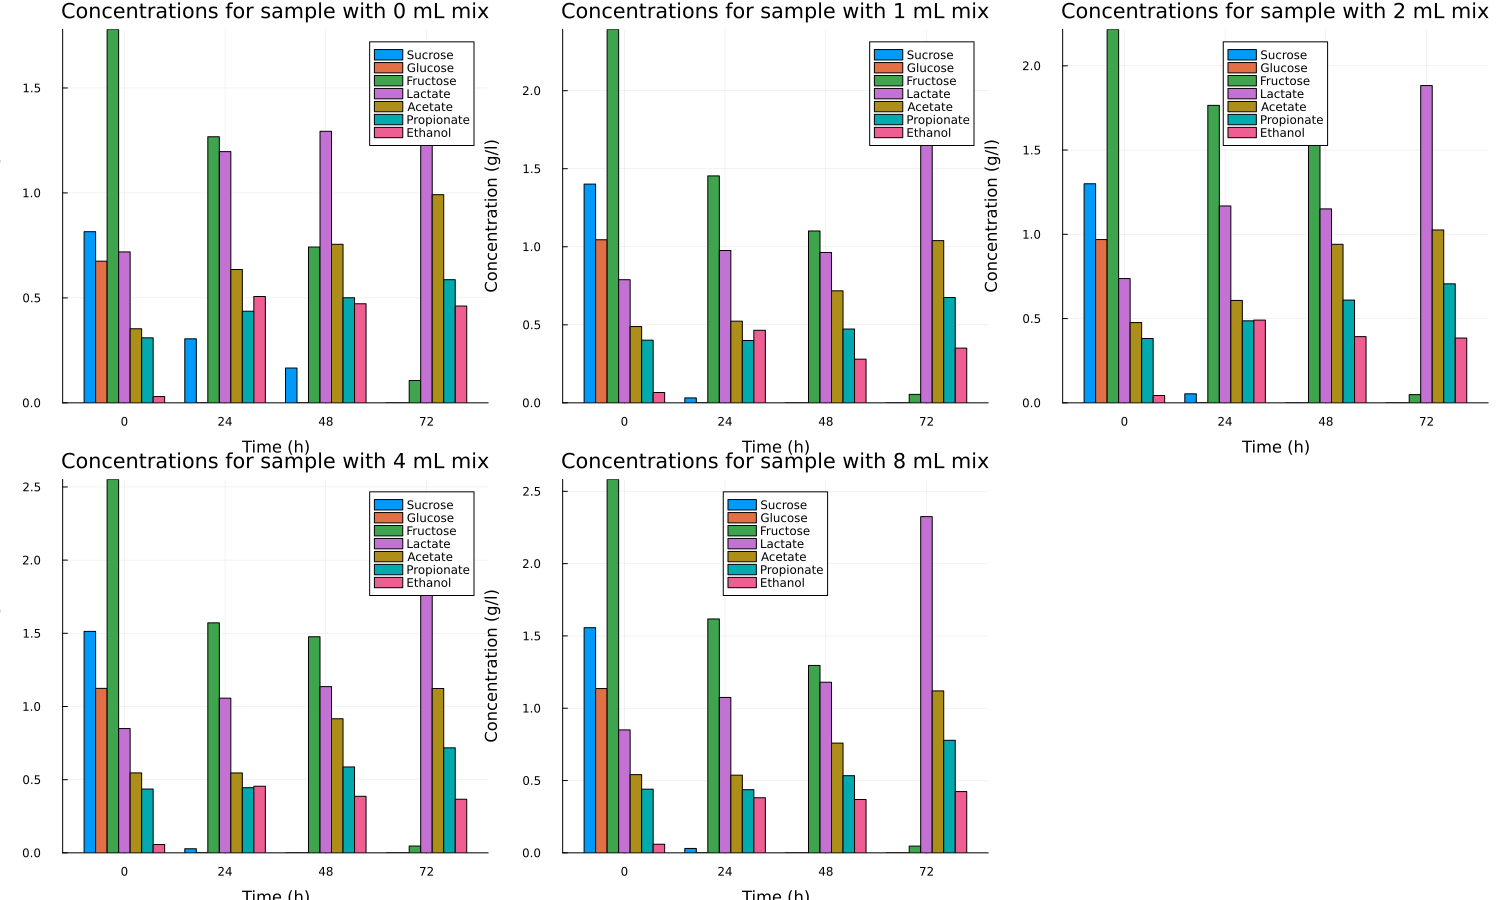 Concentrations for sample with 0 mL mix
1.5
1.0
0.5
0.0
0 24 48 72
Time (h)
Sucrose
Glucose
Fructose
Lactate
Acetate
Propionate
Ethanol
Concentrations for sample with 1 mL mix
Concentration (g/l)
2.0
1.5
1.0
0.5
0.0
0 24 48 72
Time (h)
Sucrose
Glucose
Fructose
Lactate
Acetate
Propionate
Ethanol
Concentrations for sample with 2 mL mix
Concentration (g/l)
2.0
1.5
1.0
0.5
0.0
0 24 48 72
Time (h)
Sucrose
Glucose
Fructose
Lactate
Acetate
Propionate
Ethanol
Concentrations for sample with 4 mL mix
2.5
2.0
1.5
1.0
0.5
0.0
0 24 48 72
Time (h)
Sucrose
Glucose
Fructose
Lactate
Acetate
Propionate
Ethanol
Concentrations for sample with 8 mL mix
Concentration (g/l)
2.5
2.0
1.5
1.0
0.5
0.0
0 24 48 72
Time (h)
Sucrose
Glucose
Fructose
Lactate
Acetate
Propionate
Ethanol